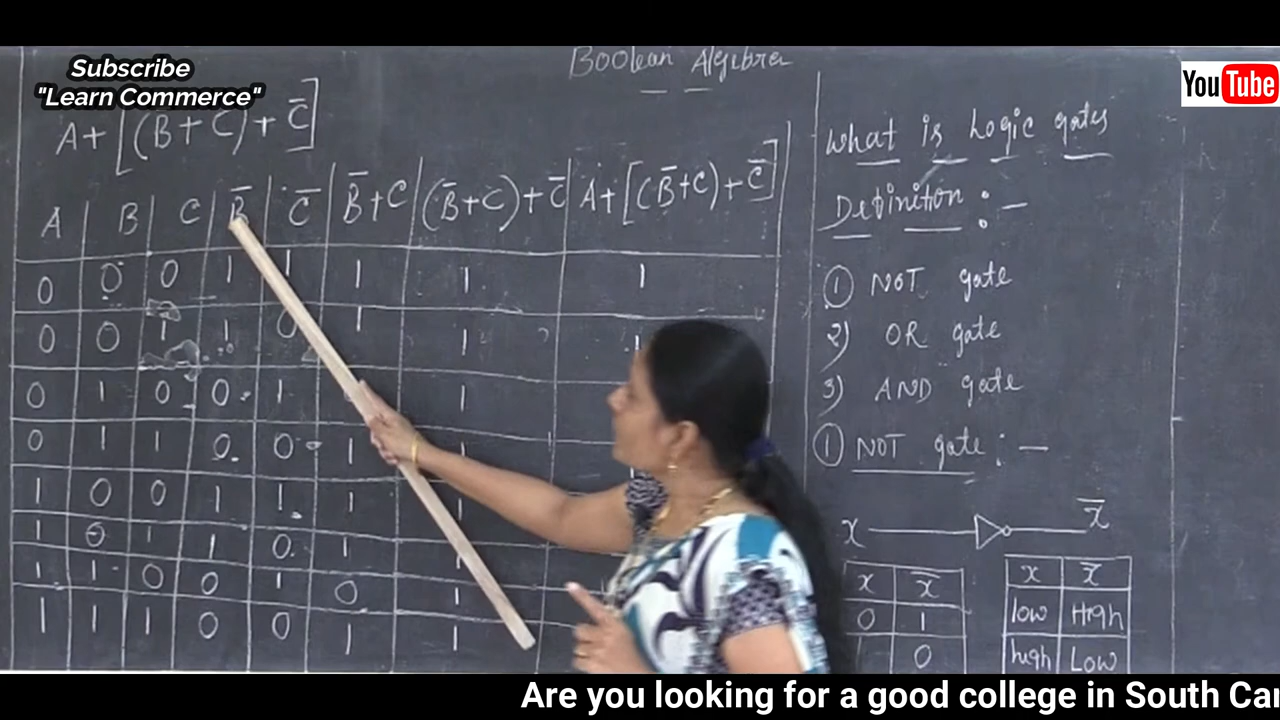 Subscribe
"Learn Commerce"
YouTube
Boolean Algebra
A+[(B̅+C)+C̅]
A | B | C | B̅ | C̅ | B̅+C | (B̅+C)+C̅ | A+[(B̅+C)+C̅]
0 0 0 1 1 1 1 1
0 0 1 1 0 1 1 1
0 1 0 0 1 1
0 1 1 0 0 1 1
1 0 0 1 1 1 1
1 0 1 1 0 1
1 1 0 0 1 0 1
1 1 1 0 0 1 1
What is Logic gates
Definition :-
① NOT gate
2) OR gate
3) AND gate
① NOT gate :-
x x̅
x x̅
0 1
0
x x̅
low High
high Low
Are you looking for a good college in South Car